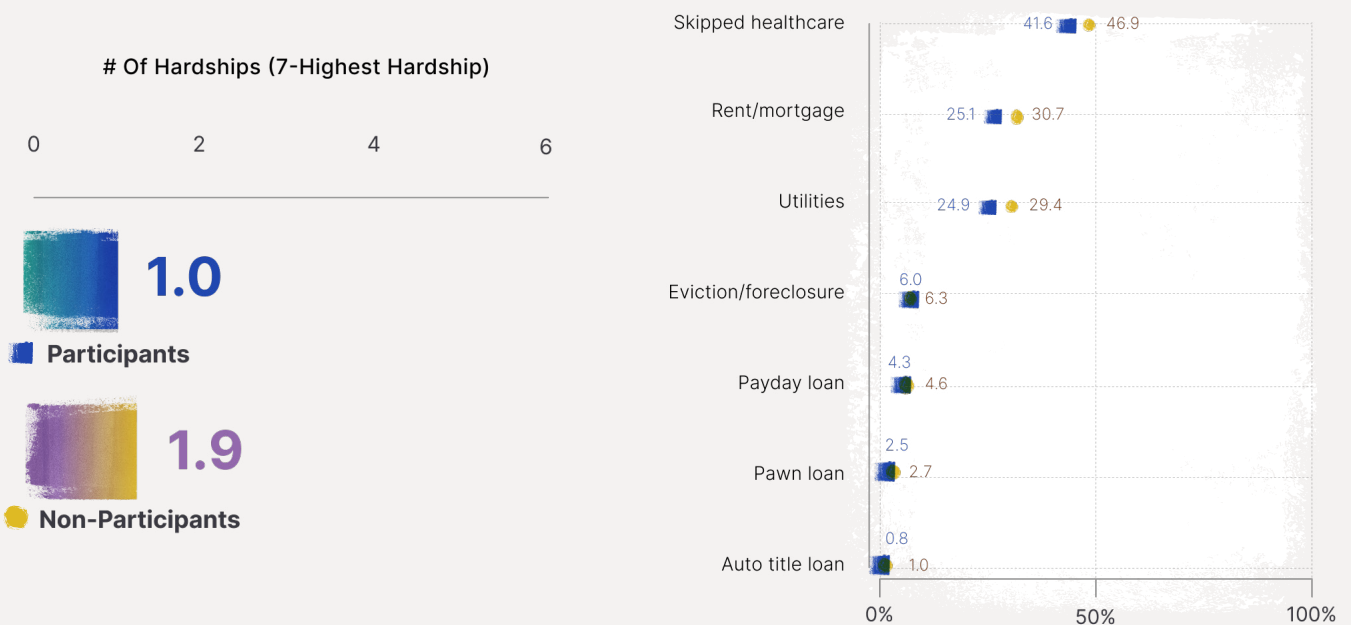 # Of Hardships (7-Highest Hardship)
0 2 4 6
1.0
Participants
1.9
Non-Participants
Skipped healthcare 41.6 46.9
Rent/mortgage 25.1 30.7
Utilities 24.9 29.4
Eviction/foreclosure 6.0 6.3
Payday loan 4.3 4.6
Pawn loan 2.5 2.7
Auto title loan 0.8 1.0
0% 50% 100%